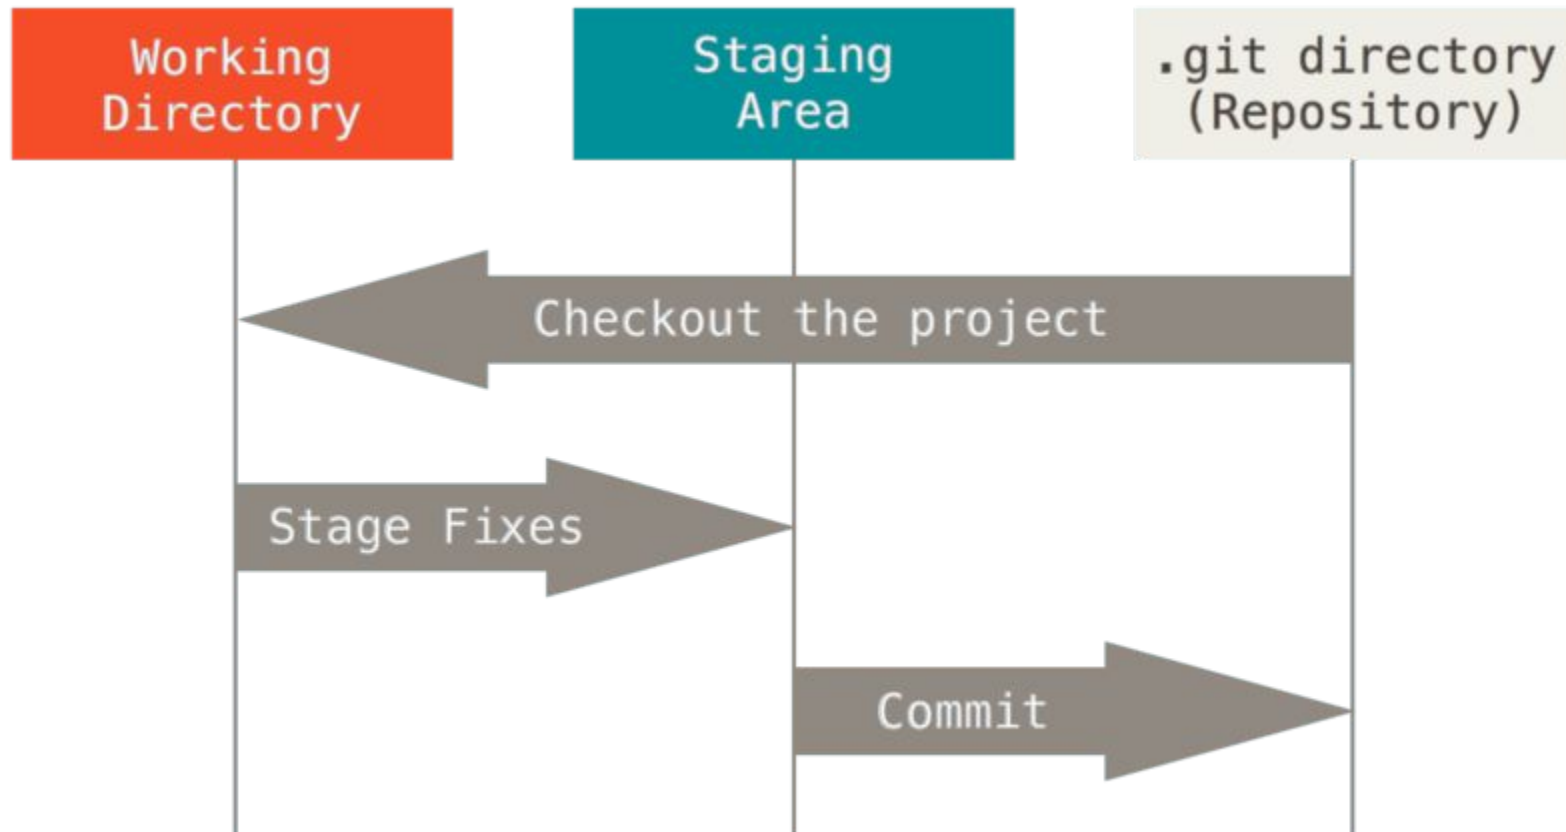 Working
Directory
Staging
Area
.git directory
(Repository)
Checkout the project
Stage Fixes
Commit